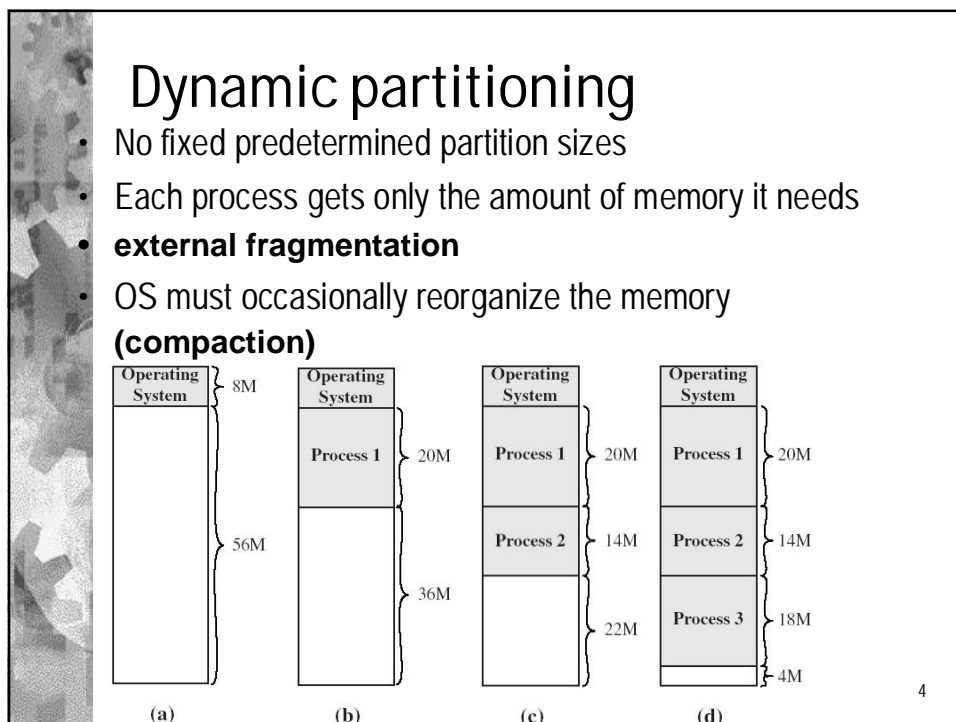 Dynamic partitioning
• No fixed predetermined partition sizes
• Each process gets only the amount of memory it needs
• external fragmentation
• OS must occasionally reorganize the memory
(compaction)
Operating
System
8M
56M
(a)
Operating
System
Process 1
20M
36M
(b)
Operating
System
Process 1
20M
Process 2
14M
22M
(c)
Operating
System
Process 1
20M
Process 2
14M
Process 3
18M
4M
(d)
4